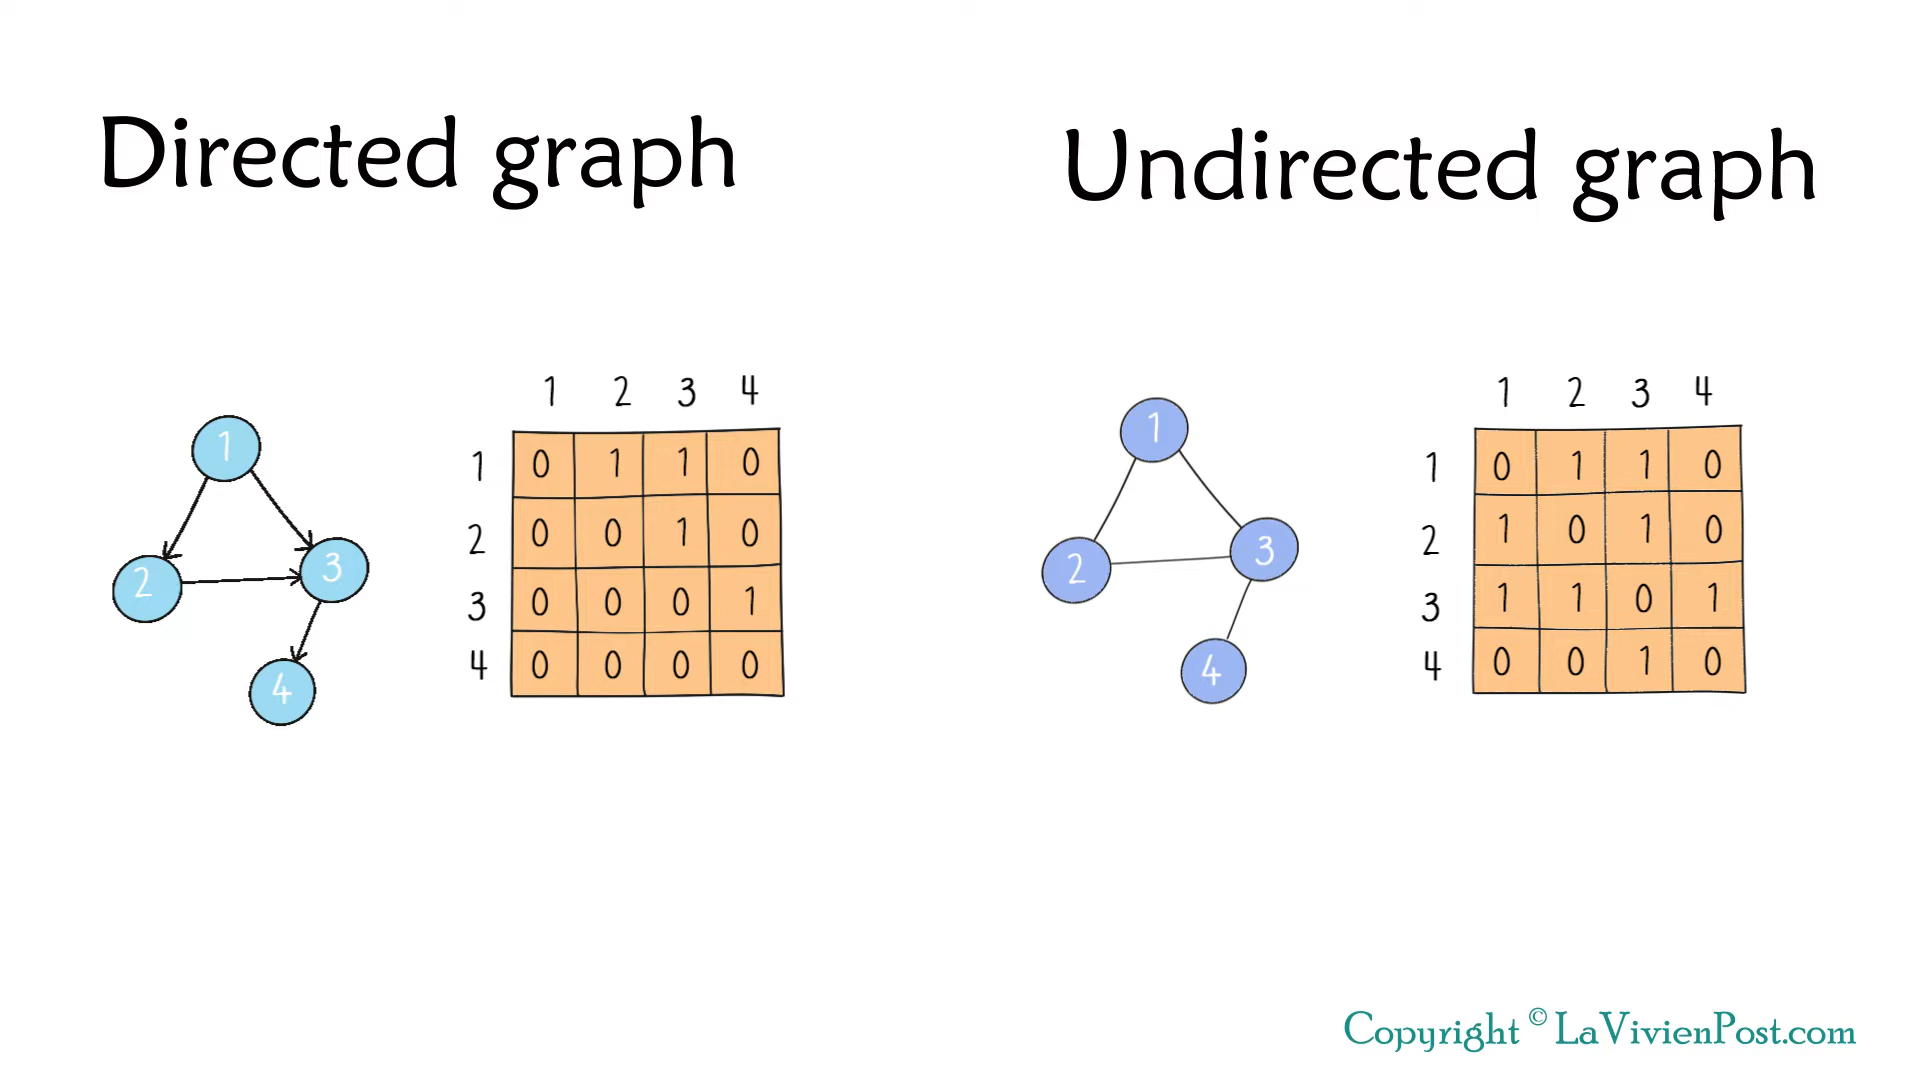 Directed graph
Undirected graph
1
2
3
4
1 2 3 4
1 0 1 1 0
2 0 0 1 0
3 0 0 0 1
4 0 0 0 0
1
2
3
4
1 2 3 4
1 0 1 1 0
2 1 0 1 0
3 1 1 0 1
4 0 0 1 0
Copyright © LaVivienPost.com